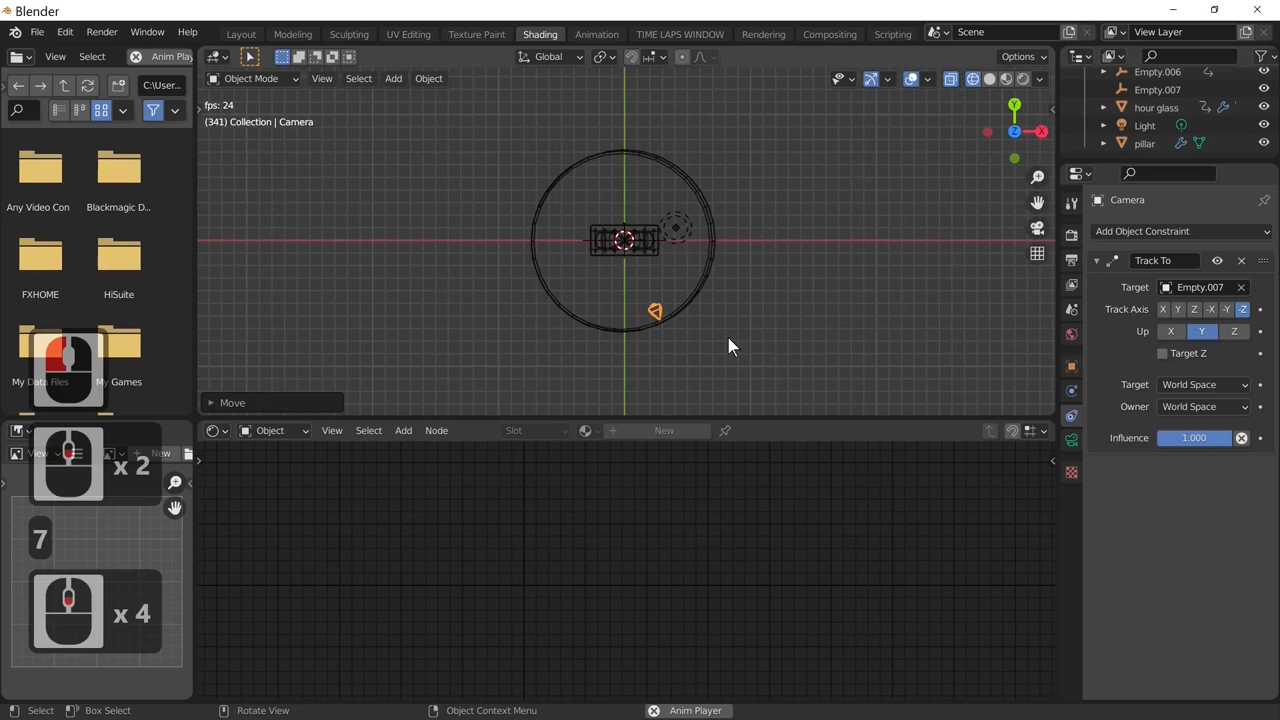 Blender
File Edit Render Window Help
Layout Modeling Sculpting UV Editing Texture Paint Shading Animation TIME LAPS WINDOW Rendering Compositing Scripting
Scene
View Layer
View Select Anim Play
C:\User...
Any Video Con
Blackmagic D...
FXHOME
HiSuite
My Data Files
My Games
Global
Options
Object Mode View Select Add Object
fps: 24
(341) Collection | Camera
Y
X
Z
Move
Object View Select Add Node Slot New
View New
x 2
7
x 4
Empty.006
Empty.007
hour glass
Light
pillar
Camera
Add Object Constraint
Track To
Target Empty.007
Track Axis X Y Z -X -Y -Z
Up X Y Z
Target Z
Target World Space
Owner World Space
Influence 1.000
Select Box Select Rotate View Object Context Menu Anim Player